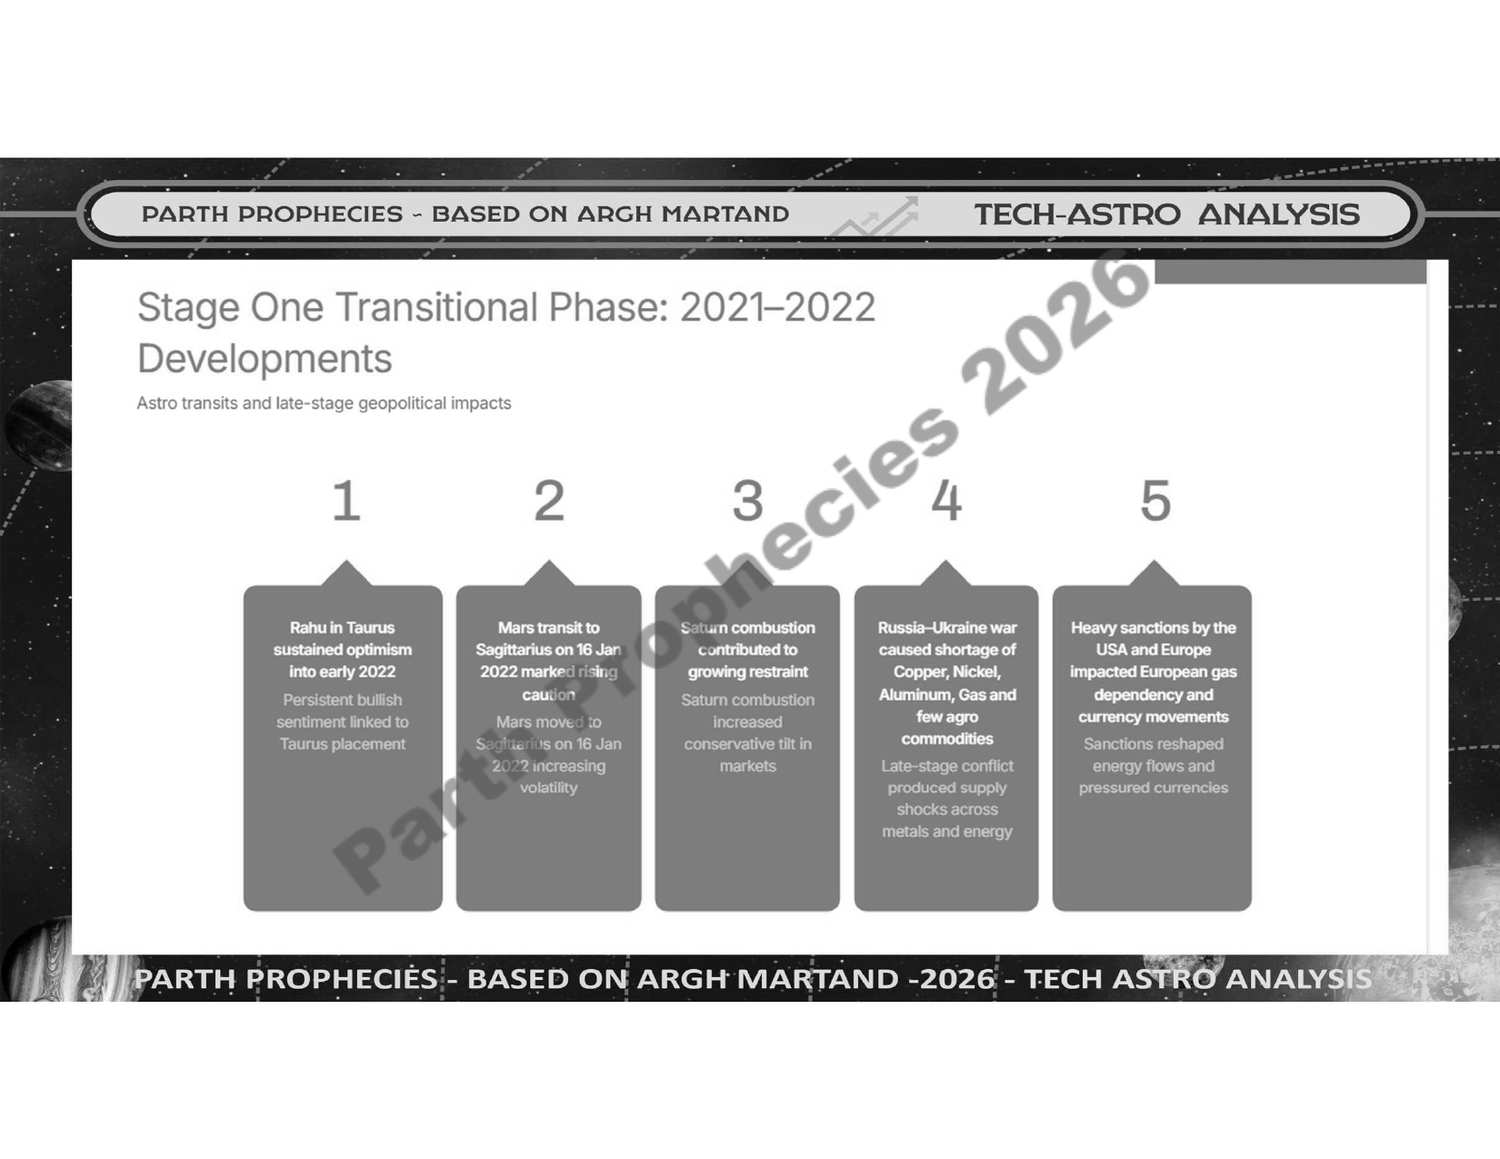 PARTH PROPHECIES ~ BASED ON ARGH MARTAND
TECH-ASTRO ANALYSIS
Stage One Transitional Phase: 2021–2022
Developments
Astro transits and late-stage geopolitical impacts
1
Rahu in Taurus
sustained optimism
into early 2022
Persistent bullish
sentiment linked to
Taurus placement
2
Mars transit to
Sagittarius on 16 Jan
2022 marked rising
caution
Mars moved to
Sagittarius on 16 Jan
2022 increasing
volatility
3
Saturn combustion
contributed to
growing restraint
Saturn combustion
increased
conservative tilt in
markets
4
Russia–Ukraine war
caused shortage of
Copper, Nickel,
Aluminum, Gas and
few agro
commodities
Late-stage conflict
produced supply
shocks across
metals and energy
5
Heavy sanctions by the
USA and Europe
impacted European gas
dependency and
currency movements
Sanctions reshaped
energy flows and
pressured currencies
Parth Prophecies 2026
PARTH PROPHECIES - BASED ON ARGH MARTAND -2026 - TECH ASTRO ANALYSIS